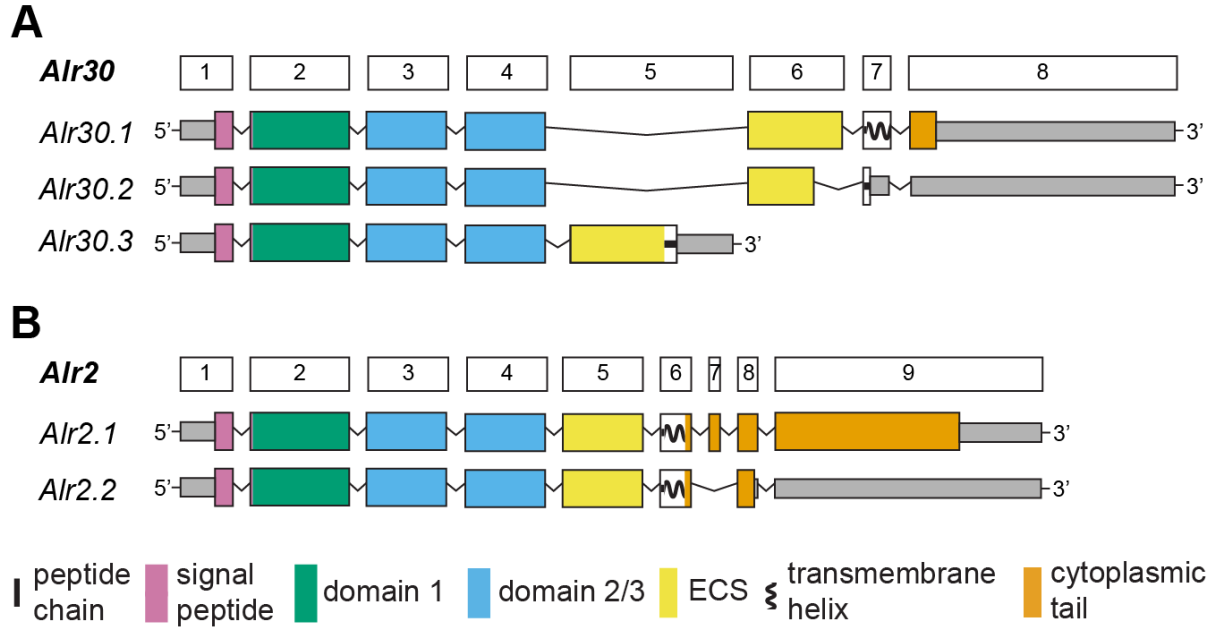 A
Alr30 1 2 3 4 5 6 7 8
Alr30.1 5’ 3’
Alr30.2 5’ 3’
Alr30.3 5’ 3’
B
Alr2 1 2 3 4 5 6 7 8 9
Alr2.1 5’ 3’
Alr2.2 5’ 3’
peptide chain
signal peptide
domain 1
domain 2/3
ECS
transmembrane helix
cytoplasmic tail